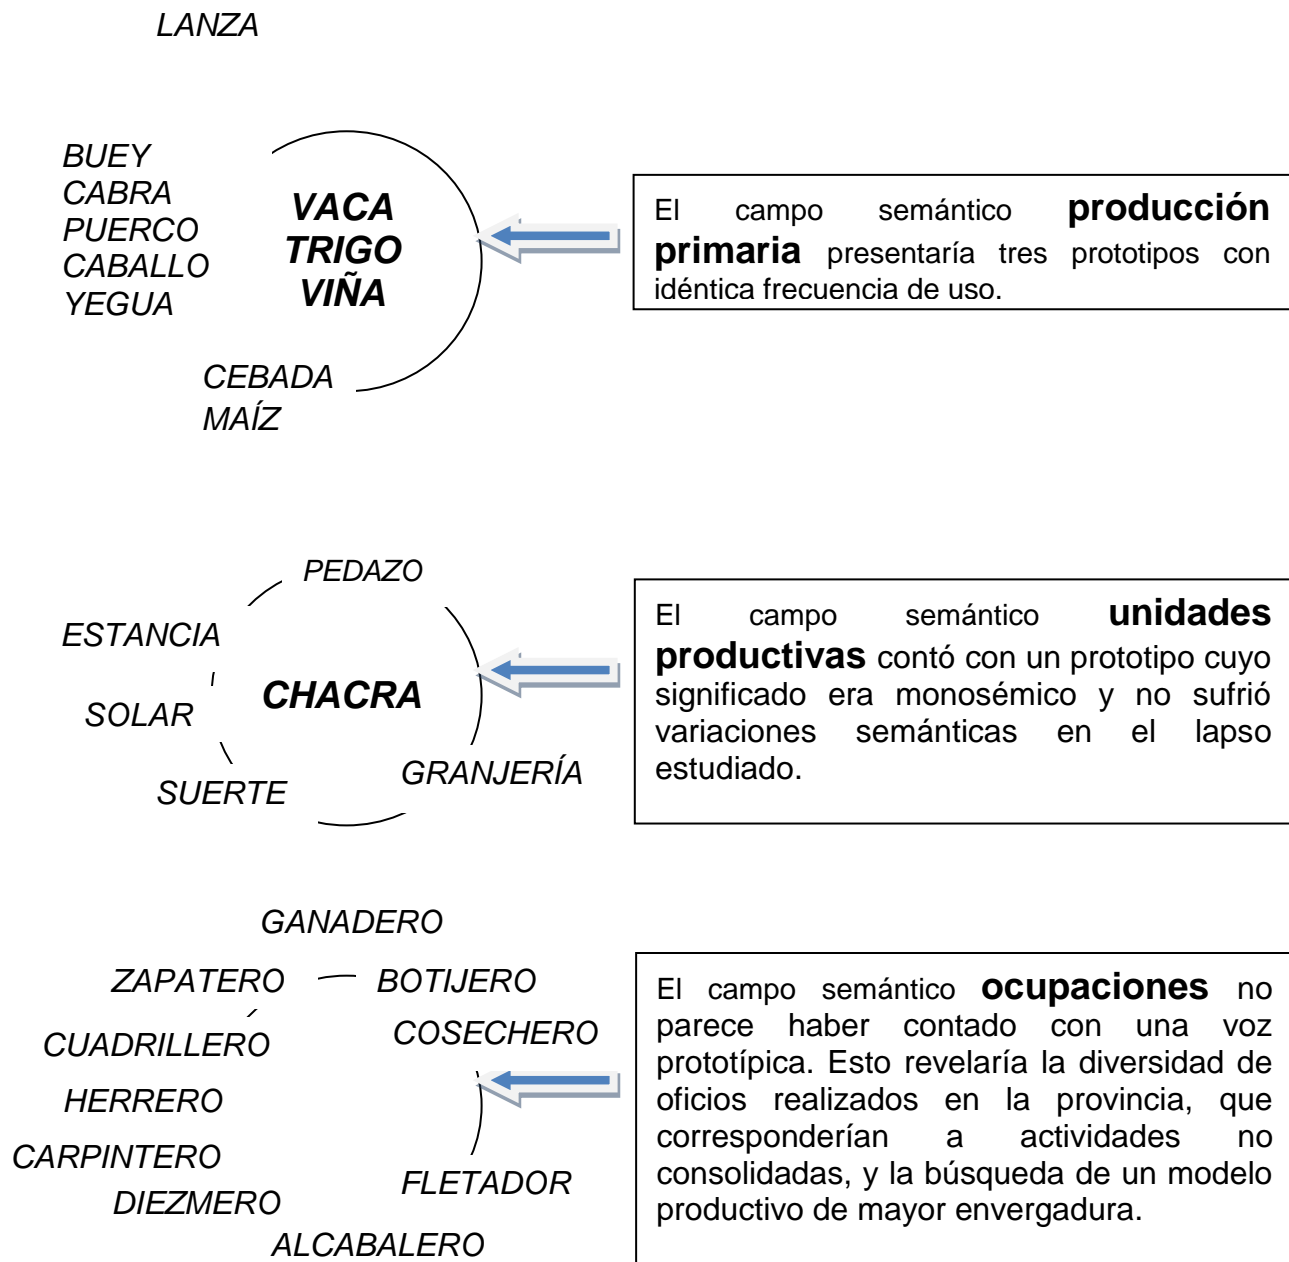 LANZA
BUEY
CABRA
PUERCO
CABALLO
YEGUA
VACA
TRIGO
VIÑA
CEBADA
MAÍZ
El campo semántico producción
primaria presentaría tres prototipos con
idéntica frecuencia de uso.
PEDAZO
ESTANCIA
SOLAR
CHACRA
SUERTE
GRANJERÍA
El campo semántico unidades
productivas contó con un prototipo cuyo
significado era monosémico y no sufrió
variaciones semánticas en el lapso
estudiado.
GANADERO
ZAPATERO
BOTIJERO
CUADRILLERO
COSECHERO
HERRERO
CARPINTERO
DIEZMERO
FLETADOR
ALCABALERO
El campo semántico ocupaciones no
parece haber contado con una voz
prototípica. Esto revelaría la diversidad de
oficios realizados en la provincia, que
corresponderían a actividades no
consolidadas, y la búsqueda de un modelo
productivo de mayor envergadura.